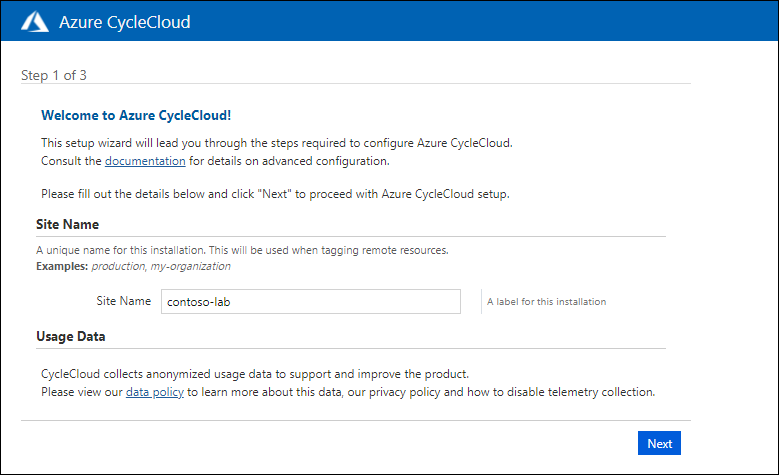 Azure CycleCloud
Step 1 of 3
Welcome to Azure CycleCloud!
This setup wizard will lead you through the steps required to configure Azure CycleCloud.
Consult the documentation for details on advanced configuration.
Please fill out the details below and click "Next" to proceed with Azure CycleCloud setup.
Site Name
A unique name for this installation. This will be used when tagging remote resources.
Examples: production, my-organization
Site Name contoso-lab A label for this installation
Usage Data
CycleCloud collects anonymized usage data to support and improve the product.
Please view our data policy to learn more about this data, our privacy policy and how to disable telemetry collection.
Next